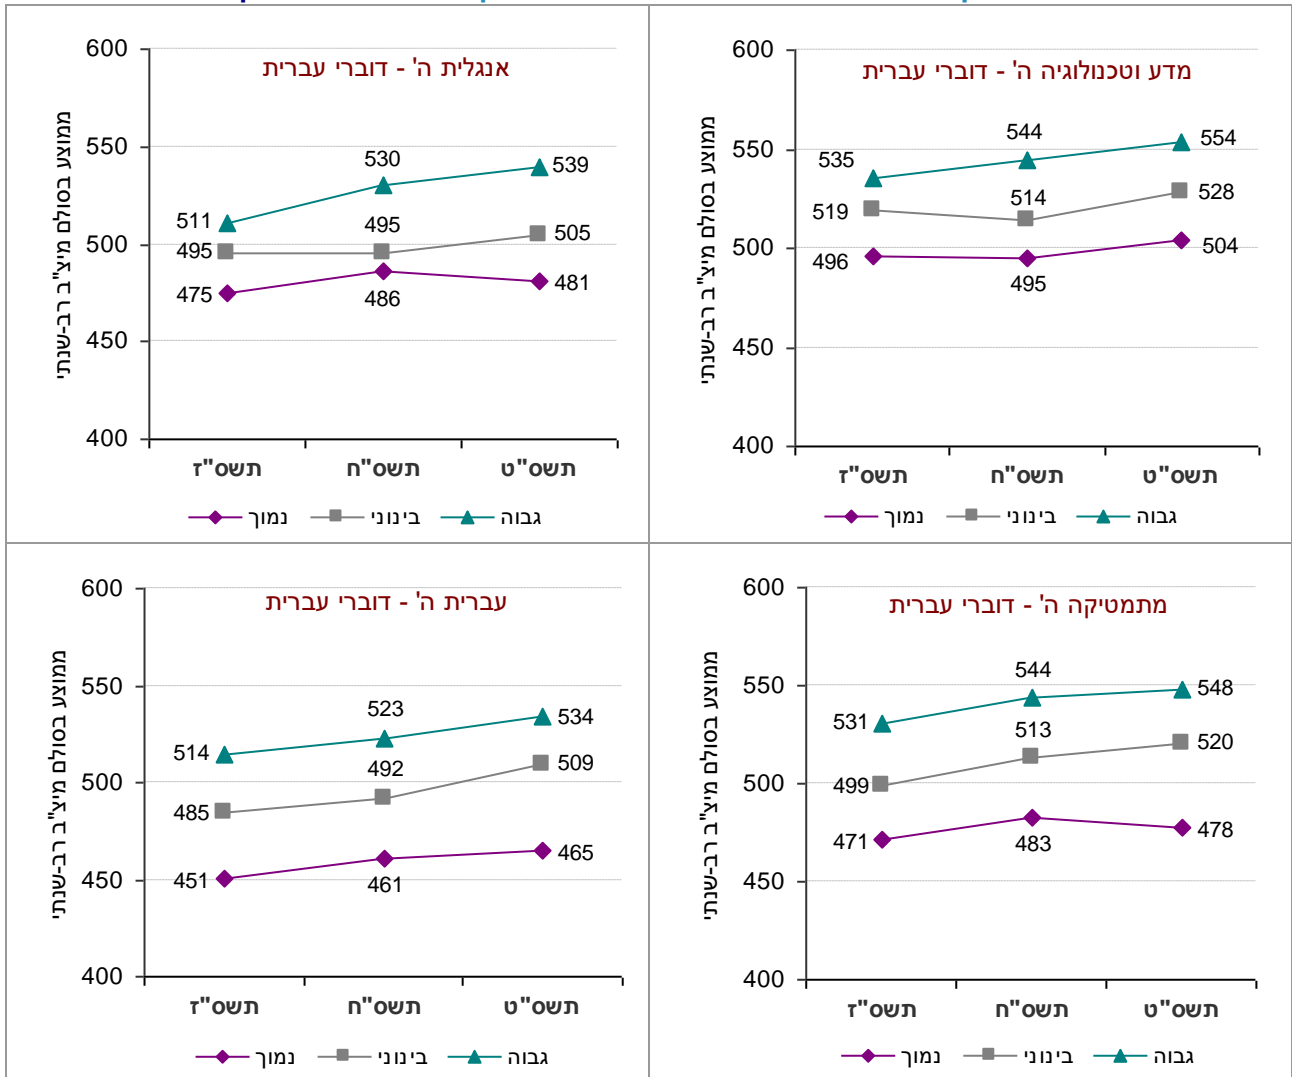 מדע וטכנולוגיה ה' - דוברי עברית
ממוצע בסולם מיצ"ב רב-שנתי
600
550
500
450
400
535
544
554
519
514
528
496
495
504
תשס"ז
תשס"ח
תשס"ט
נמוך
בינוני
גבוה
אנגלית ה' - דוברי עברית
ממוצע בסולם מיצ"ב רב-שנתי
600
550
500
450
400
511
530
539
495
495
505
475
486
481
תשס"ז
תשס"ח
תשס"ט
נמוך
בינוני
גבוה
מתמטיקה ה' - דוברי עברית
ממוצע בסולם מיצ"ב רב-שנתי
600
550
500
450
400
531
544
548
499
513
520
471
483
478
תשס"ז
תשס"ח
תשס"ט
נמוך
בינוני
גבוה
עברית ה' - דוברי עברית
ממוצע בסולם מיצ"ב רב-שנתי
600
550
500
450
400
514
523
534
485
492
509
451
461
465
תשס"ז
תשס"ח
תשס"ט
נמוך
בינוני
גבוה